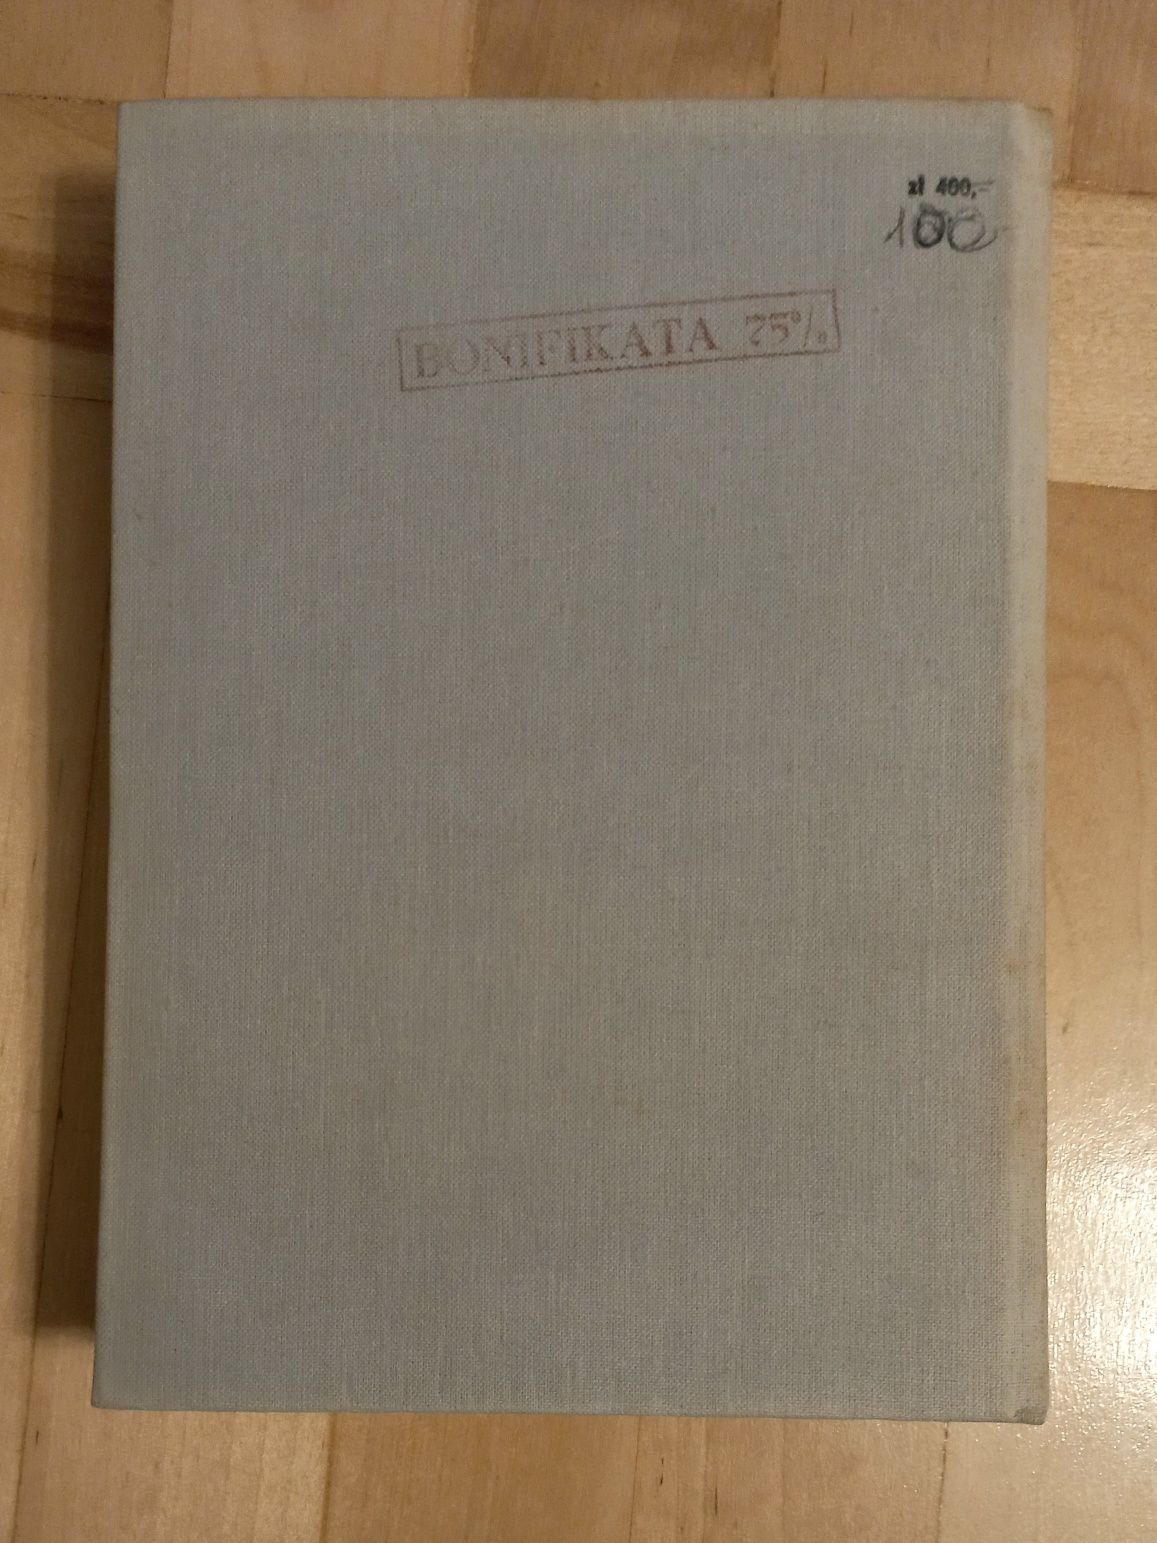 zł 400,-
100
BONIFIKATA 75%